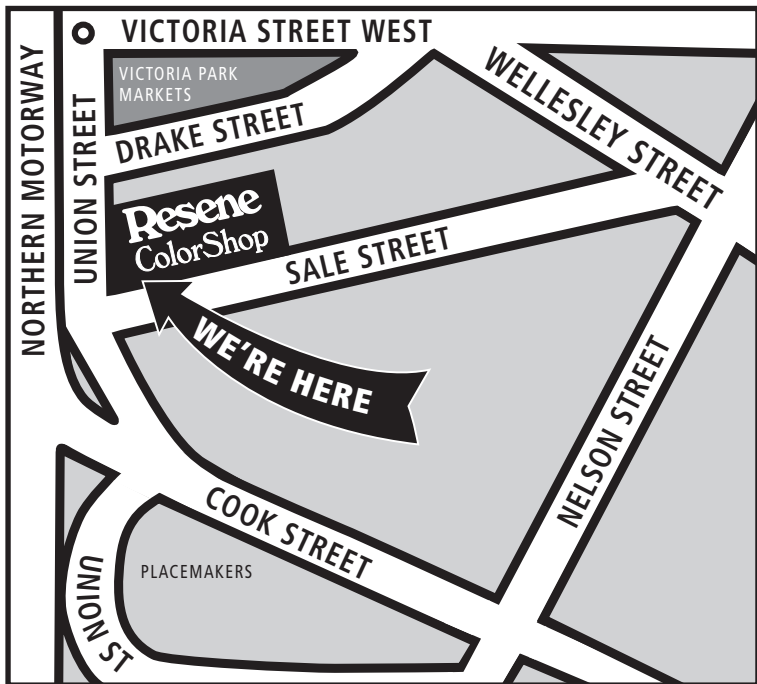 VICTORIA STREET WEST
NORTHERN MOTORWAY
UNION STREET
VICTORIA PARK
MARKETS
WELLESLEY STREET
DRAKE STREET
Resene
ColorShop
SALE STREET
WE'RE HERE
NELSON STREET
COOK STREET
PLACEMAKERS
UNION ST